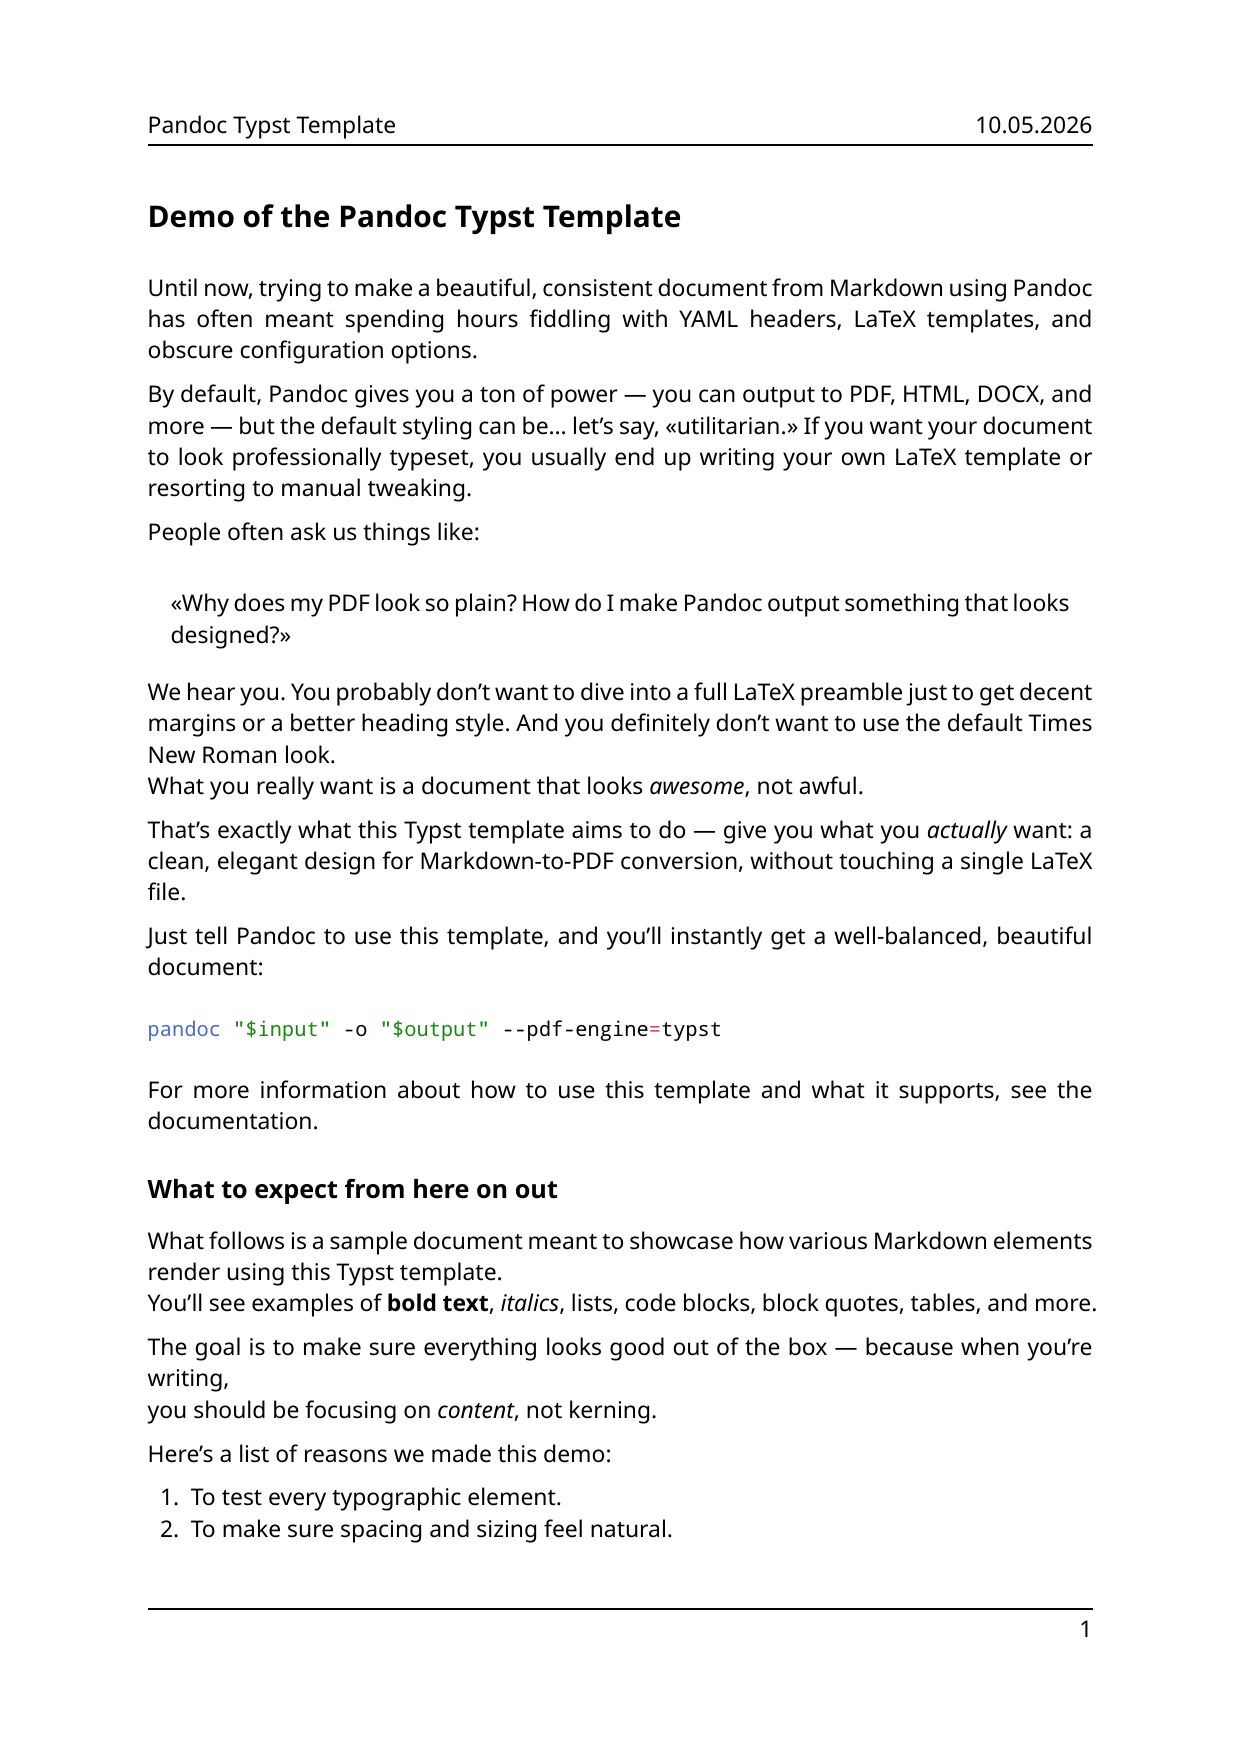 Pandoc Typst Template 10.05.2026
Demo of the Pandoc Typst Template
Until now, trying to make a beautiful, consistent document from Markdown using Pandoc
has often meant spending hours fiddling with YAML headers, LaTeX templates, and
obscure configuration options.
By default, Pandoc gives you a ton of power — you can output to PDF, HTML, DOCX, and
more — but the default styling can be… let’s say, «utilitarian.» If you want your document
to look professionally typeset, you usually end up writing your own LaTeX template or
resorting to manual tweaking.
People often ask us things like:
«Why does my PDF look so plain? How do I make Pandoc output something that looks
designed?»
We hear you. You probably don’t want to dive into a full LaTeX preamble just to get decent
margins or a better heading style. And you definitely don’t want to use the default Times
New Roman look.
What you really want is a document that looks awesome, not awful.
That’s exactly what this Typst template aims to do — give you what you actually want: a
clean, elegant design for Markdown-to-PDF conversion, without touching a single LaTeX
file.
Just tell Pandoc to use this template, and you’ll instantly get a well-balanced, beautiful
document:
pandoc "$input" -o "$output" --pdf-engine=typst
For more information about how to use this template and what it supports, see the
documentation.
What to expect from here on out
What follows is a sample document meant to showcase how various Markdown elements
render using this Typst template.
You’ll see examples of bold text, italics, lists, code blocks, block quotes, tables, and more.
The goal is to make sure everything looks good out of the box — because when you’re
writing,
you should be focusing on content, not kerning.
Here’s a list of reasons we made this demo:
1. To test every typographic element.
2. To make sure spacing and sizing feel natural.
1